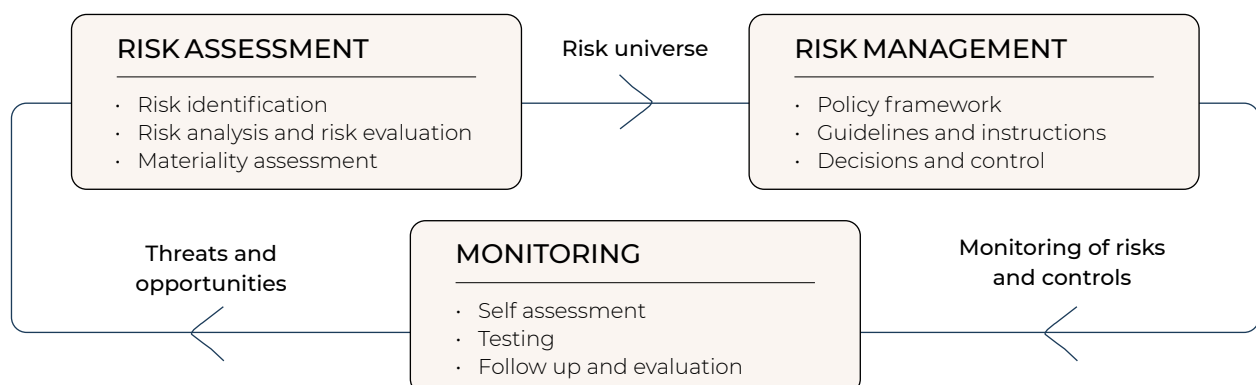 RISK ASSESSMENT
• Risk identification
• Risk analysis and risk evaluation
• Materiality assessment
Risk universe
RISK MANAGEMENT
• Policy framework
• Guidelines and instructions
• Decisions and control
Monitoring of risks
and controls
MONITORING
• Self assessment
• Testing
• Follow up and evaluation
Threats and
opportunities